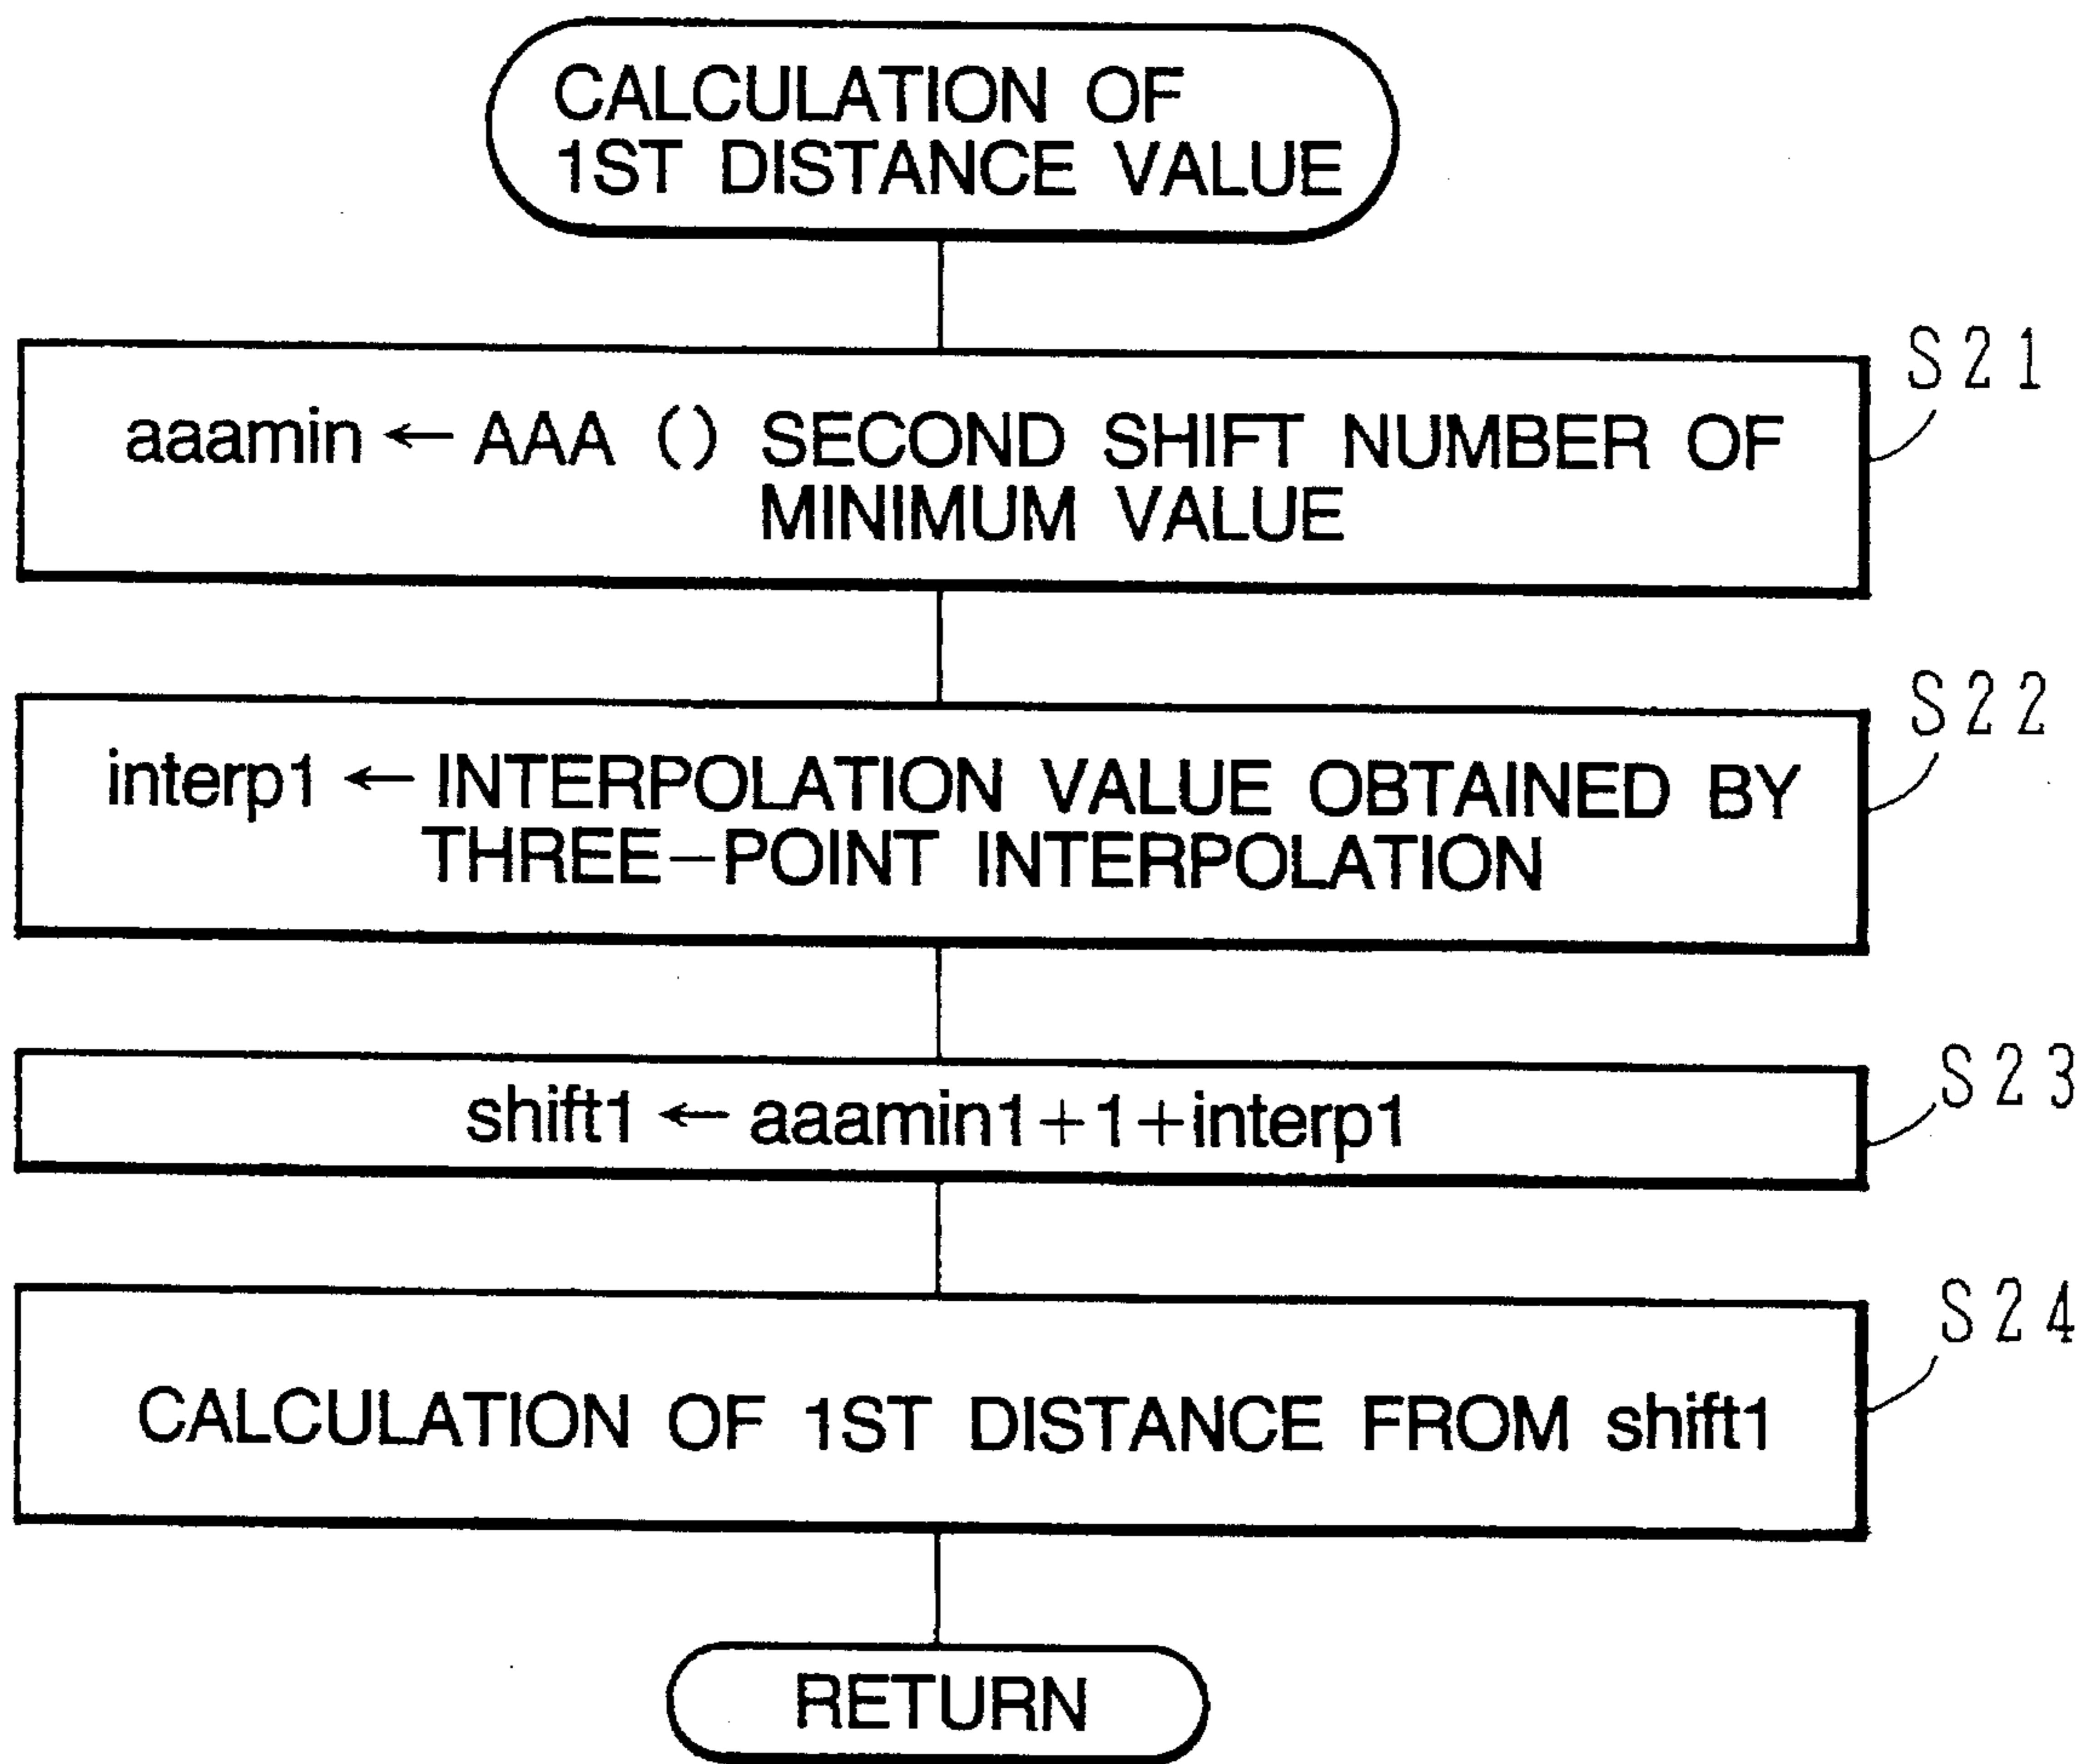 CALCULATION OF
1ST DISTANCE VALUE
S21
aaamin ← AAA () SECOND SHIFT NUMBER OF
MINIMUM VALUE
S22
interp1 ← INTERPOLATION VALUE OBTAINED BY
THREE-POINT INTERPOLATION
S23
shift1 ← aaamin1+1+interp1
S24
CALCULATION OF 1ST DISTANCE FROM shift1
RETURN